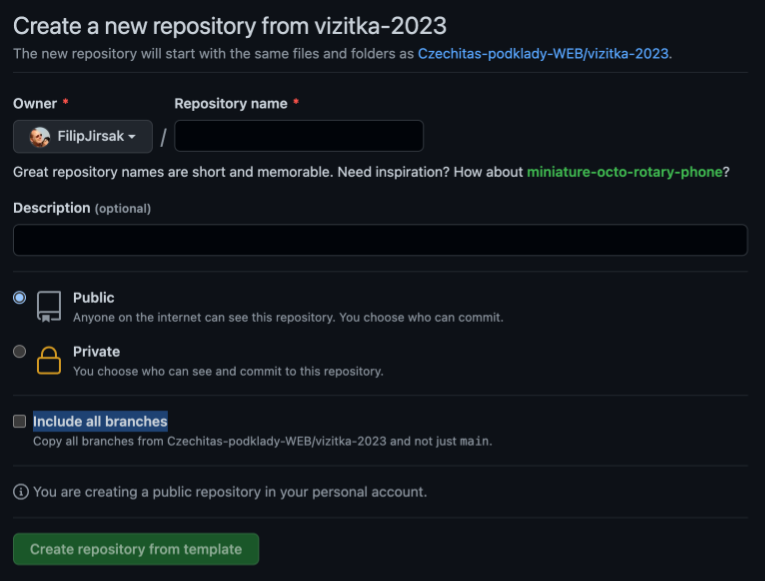 Create a new repository from vizitka-2023
The new repository will start with the same files and folders as Czechitas-podklady-WEB/vizitka-2023.
Owner * Repository name *
FilipJirsak /
Great repository names are short and memorable. Need inspiration? How about miniature-octo-rotary-phone?
Description (optional)
Public
Anyone on the internet can see this repository. You choose who can commit.
Private
You choose who can see and commit to this repository.
Include all branches
Copy all branches from Czechitas-podklady-WEB/vizitka-2023 and not just main.
You are creating a public repository in your personal account.
Create repository from template